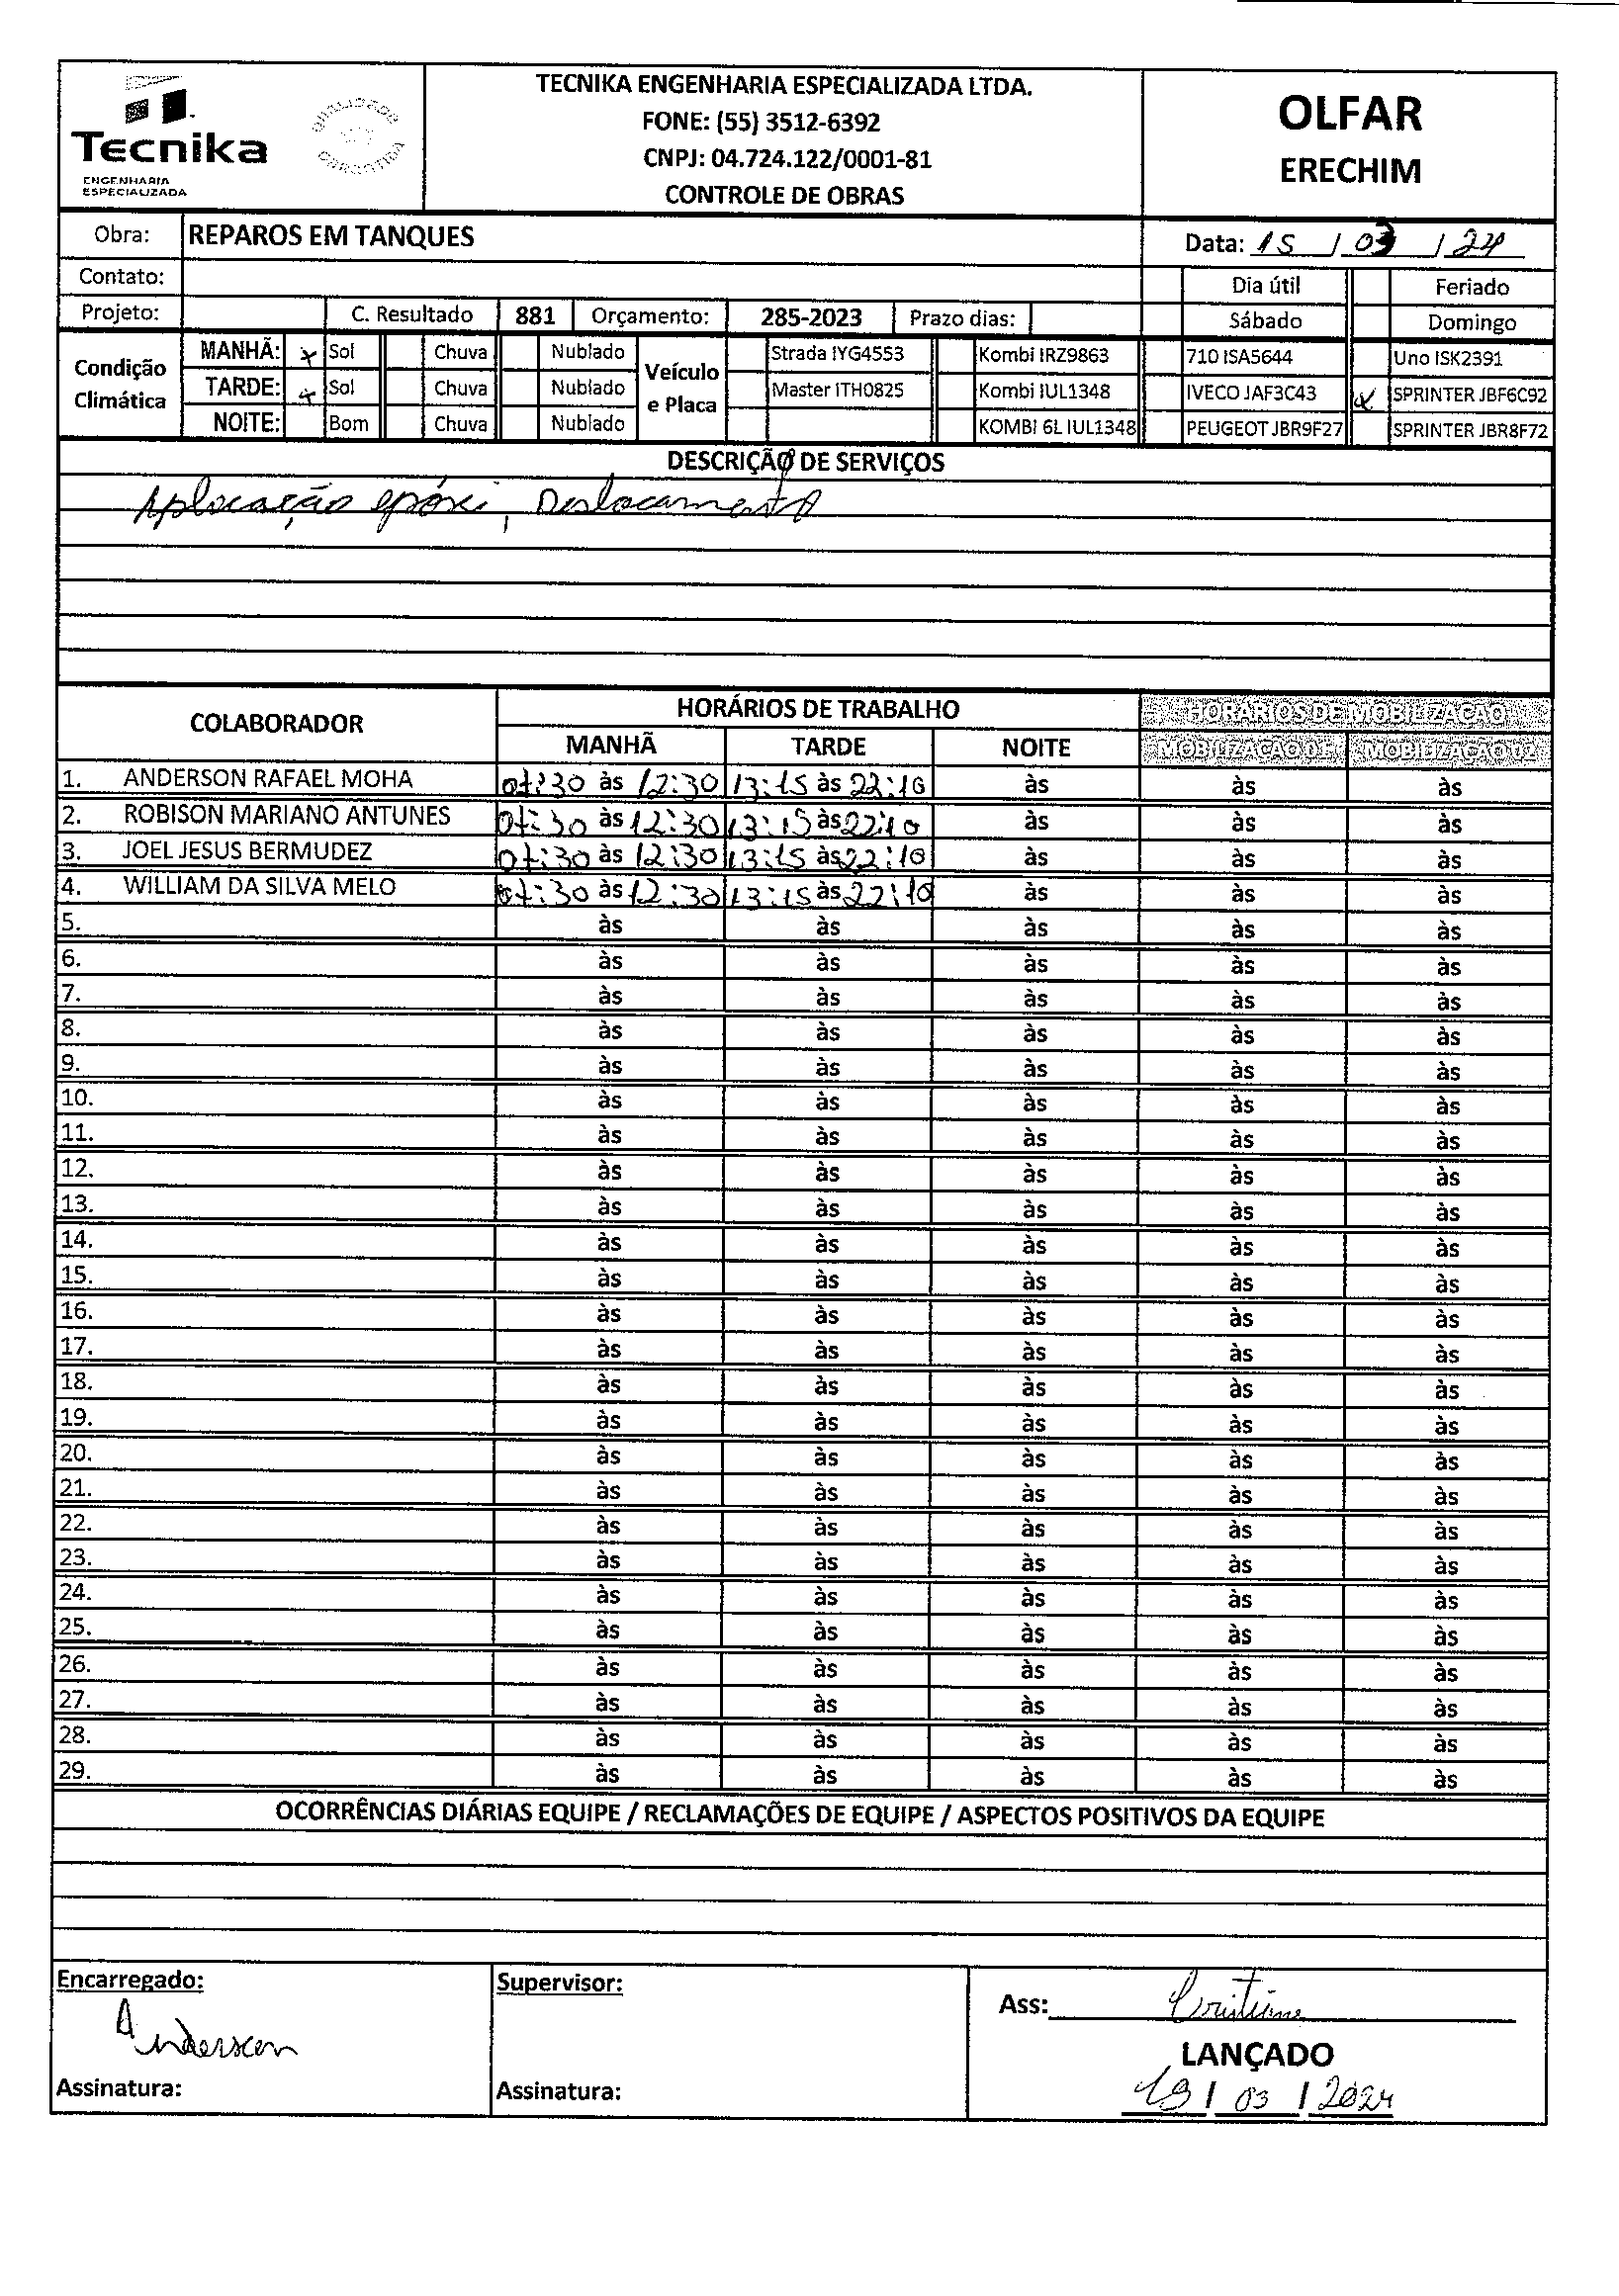 TECNIKA ENGENHARIA ESPECIALIZADA LTDA.
FONE: (55) 3512-6392
CNPJ: 04.724.122/0001-81
CONTROLE DE OBRAS
Tecnika
ENGENHARIA
ESPECIALIZADA
QUALIDADE
GARANTIDA
OLFAR
ERECHIM
Obra: REPAROS EM TANQUES
Data: 15 / 03 / 24
Contato:
Dia útil Feriado
Projeto: C. Resultado 881 Orçamento: 285-2023 Prazo dias:
Sábado Domingo
Condição Climática
MANHÃ: x Sol Chuva Nublado
TARDE: x Sol Chuva Nublado
NOITE: Bom Chuva Nublado
Veículo e Placa
Strada IYG4553 Kombi IRZ9863 710 ISA5644 Uno ISK2391
Master ITH0825 Kombi IUL1348 IVECO JAF3C43 x SPRINTER JBF6C92
KOMBI 6L IUL1348 PEUGEOT JBR9F27 SPRINTER JBR8F72
DESCRIÇÃO DE SERVIÇOS
Aplocação epóxi, Deslocamento
COLABORADOR HORÁRIOS DE TRABALHO HORÁRIOS DE MOBILIZAÇÃO
MANHÃ TARDE NOITE MOBILIZAÇÃO 01 MOBILIZAÇÃO 02
1. ANDERSON RAFAEL MOHA 07:30 às 12:30 13:15 às 22:10 às às às
2. ROBISON MARIANO ANTUNES 07:30 às 12:30 13:15 às 22:10 às às às
3. JOEL JESUS BERMUDEZ 07:30 às 12:30 13:15 às 22:10 às às às
4. WILLIAM DA SILVA MELO 07:30 às 12:30 13:15 às 22:10 às às às
5. às às às às às
6. às às às às às
7. às às às às às
8. às às às às às
9. às às às às às
10. às às às às às
11. às às às às às
12. às às às às às
13. às às às às às
14. às às às às às
15. às às às às às
16. às às às às às
17. às às às às às
18. às às às às às
19. às às às às às
20. às às às às às
21. às às às às às
22. às às às às às
23. às às às às às
24. às às às às às
25. às às às às às
26. às às às às às
27. às às às às às
28. às às às às às
29. às às às às às
OCORRÊNCIAS DIÁRIAS EQUIPE / RECLAMAÇÕES DE EQUIPE / ASPECTOS POSITIVOS DA EQUIPE
Encarregado: Supervisor:
Anderson
Ass: Cristiane
LANÇADO
Assinatura: Assinatura:
19 / 03 / 2024